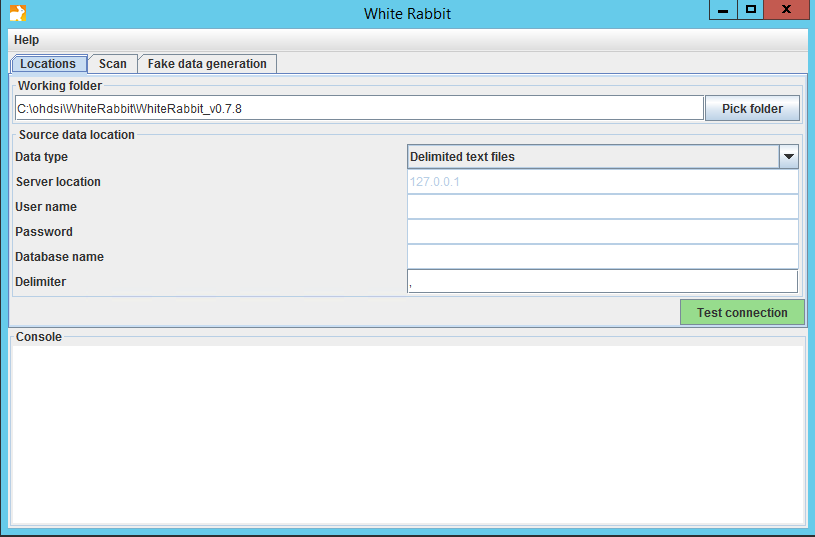 White Rabbit
Help
Locations Scan Fake data generation
Working folder
C:\ohdsi\WhiteRabbit\WhiteRabbit_v0.7.8 Pick folder
Source data location
Data type Delimited text files
Server location 127.0.0.1
User name
Password
Database name
Delimiter ,
Test connection
Console